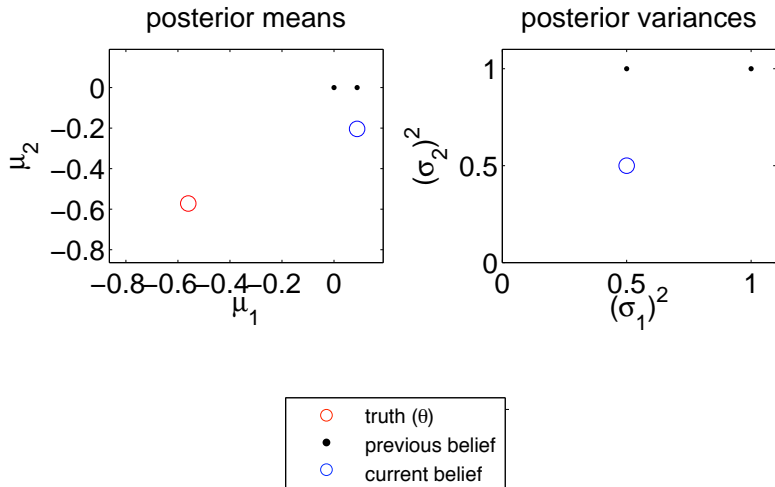 posterior means
0
−0.2
−0.4
−0.6
−0.8
μ2
−0.8 −0.6 −0.4 −0.2 0
μ1
posterior variances
1
0.5
0
(σ2)2
0 0.5 1
(σ1)2
truth (θ)
previous belief
current belief